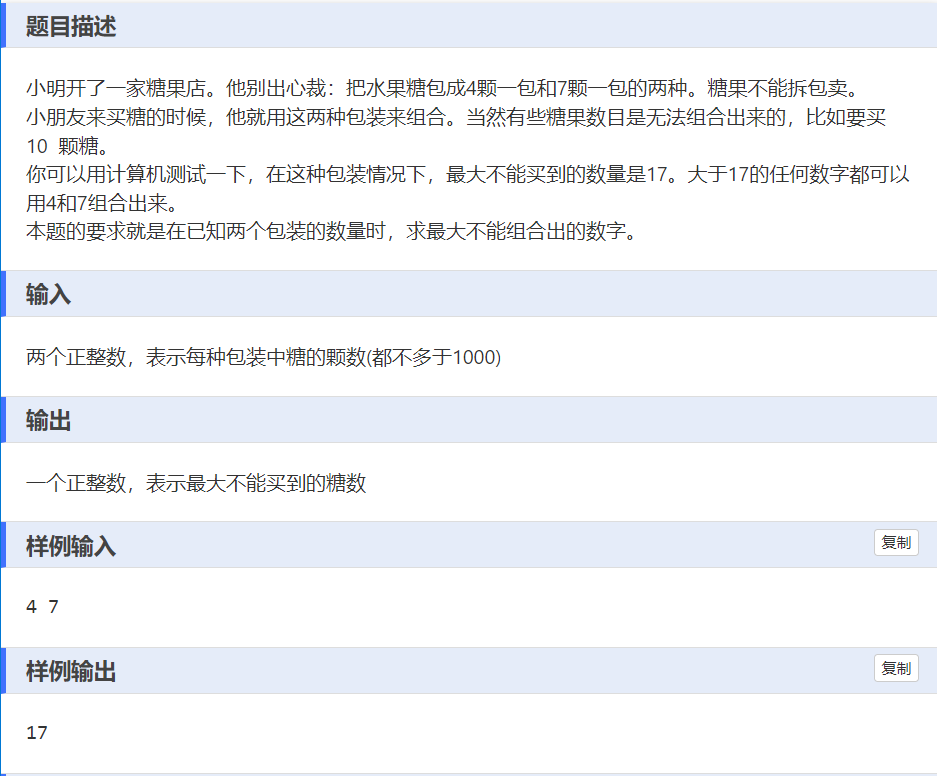 题目描述
小明开了一家糖果店。他别出心裁：把水果糖包成4颗一包和7颗一包的两种。糖果不能拆包卖。
小朋友来买糖的时候，他就用这两种包装来组合。当然有些糖果数目是无法组合出来的，比如要买
10 颗糖。
你可以用计算机测试一下，在这种包装情况下，最大不能买到的数量是17。大于17的任何数字都可以
用4和7组合出来。
本题的要求就是在已知两个包装的数量时，求最大不能组合出的数字。
输入
两个正整数，表示每种包装中糖的颗数(都不多于1000)
输出
一个正整数，表示最大不能买到的糖数
样例输入
复制
4 7
样例输出
复制
17